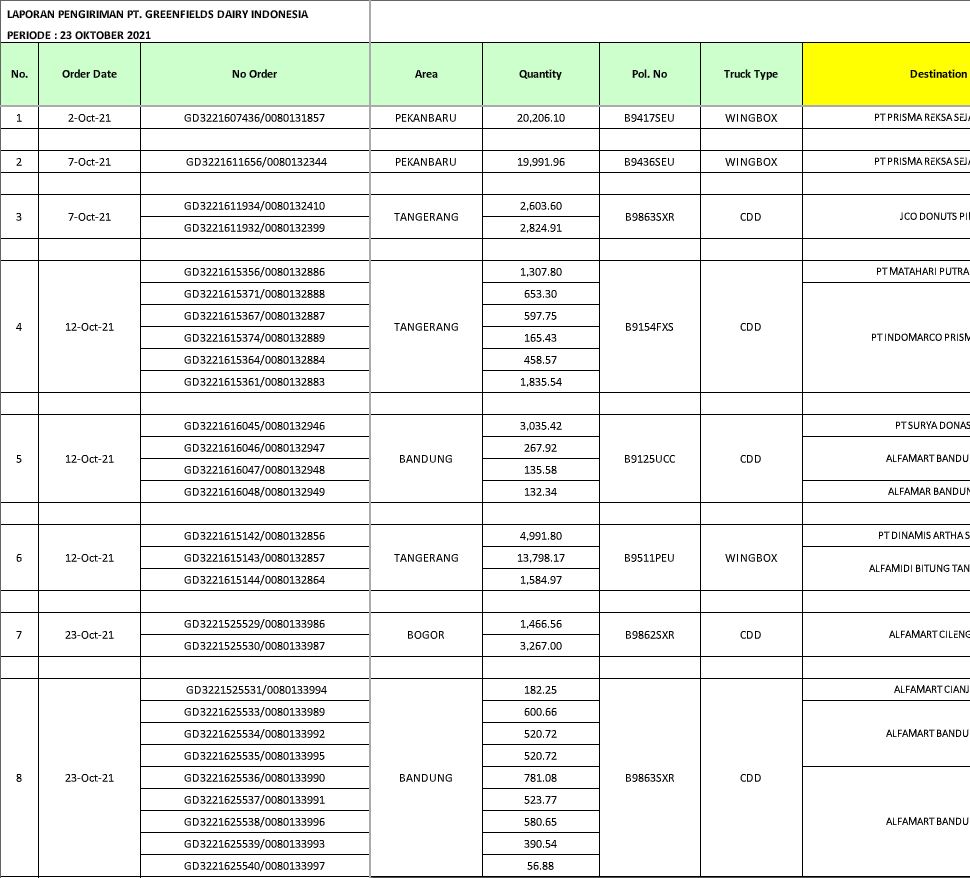 LAPORAN PENGIRIMAN PT. GREENFIELDS DAIRY INDONESIA
PERIODE : 23 OKTOBER 2021
No. Order Date No Order Area Quantity Pol. No Truck Type Destination
1 2-Oct-21 GD3221607436/0080131857 PEKANBARU 20,206.10 B9417SEU WINGBOX PT PRISMA REKSA SEJA
2 7-Oct-21 GD3221611656/0080132344 PEKANBARU 19,991.96 B9436SEU WINGBOX PT PRISMA REKSA SEJA
GD3221611934/0080132410 2,603.60
3 7-Oct-21 TANGERANG B9863SXR CDD JCO DONUTS PI
GD3221611932/0080132399 2,824.91
GD3221615356/0080132886 1,307.80 PT MATAHARI PUTRA
GD3221615371/0080132888 653.30
GD3221615367/0080132887 597.75
4 12-Oct-21 TANGERANG B9154FXS CDD
GD3221615374/0080132889 165.43 PT INDOMARCO PRISM
GD3221615364/0080132884 458.57
GD3221615361/0080132883 1,835.54
GD3221616045/0080132946 3,035.42 PT SURYA DONAS
GD3221616046/0080132947 267.92
5 12-Oct-21 BANDUNG B9125UCC CDD ALFAMART BANDU
GD3221616047/0080132948 135.58
GD3221616048/0080132949 132.34 ALFAMAR BANDUN
GD3221615142/0080132856 4,991.80 PT DINAMIS ARTHA S
6 12-Oct-21 GD3221615143/0080132857 TANGERANG 13,798.17 B9511PEU WINGBOX
ALFAMIDI BITUNG TAN
GD3221615144/0080132864 1,584.97
GD3221525529/0080133986 1,466.56
7 23-Oct-21 BOGOR B9862SXR CDD ALFAMART CILENG
GD3221525530/0080133987 3,267.00
GD3221525531/0080133994 182.25 ALFAMART CIANJ
GD3221625533/0080133989 600.66
GD3221625534/0080133992 520.72 ALFAMART BANDU
GD3221625535/0080133995 520.72
8 23-Oct-21 GD3221625536/0080133990 BANDUNG 781.08 B9863SXR CDD
GD3221625537/0080133991 523.77
GD3221625538/0080133996 580.65 ALFAMART BANDU
GD3221625539/0080133993 390.54
GD3221625540/0080133997 56.88